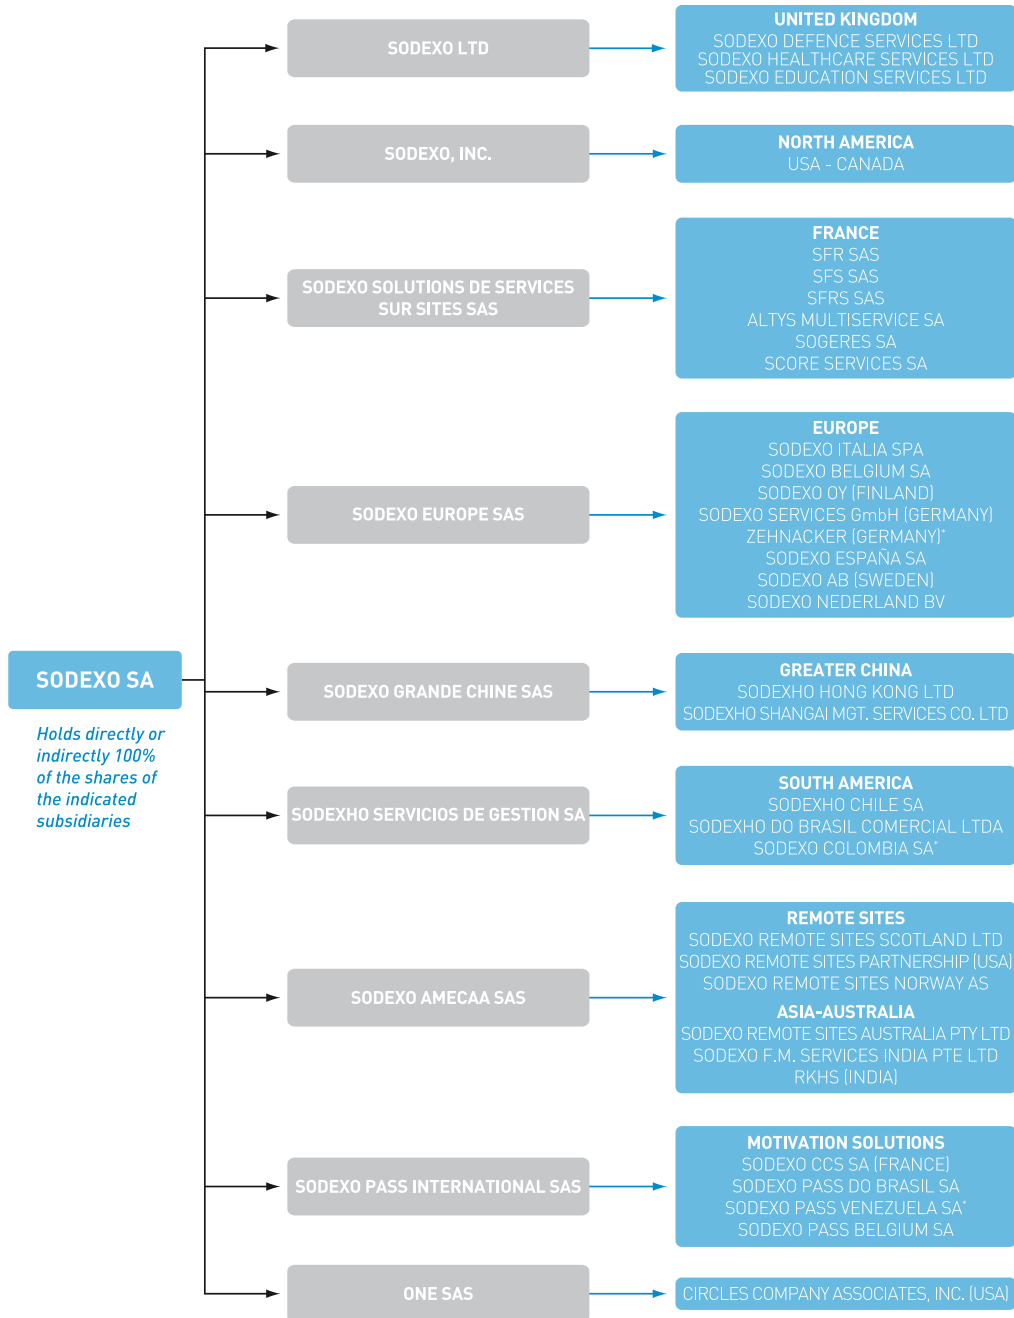 SODEXO SA
Holds directly or
indirectly 100%
of the shares of
the indicated
subsidiaries
SODEXO LTD
UNITED KINGDOM
SODEXO DEFENCE SERVICES LTD
SODEXO HEALTHCARE SERVICES LTD
SODEXO EDUCATION SERVICES LTD
SODEXO, INC.
NORTH AMERICA
USA - CANADA
SODEXO SOLUTIONS DE SERVICES
SUR SITES SAS
FRANCE
SFR SAS
SFS SAS
SFRS SAS
ALTYS MULTISERVICE SA
SOGERES SA
SCORE SERVICES SA
SODEXO EUROPE SAS
EUROPE
SODEXO ITALIA SPA
SODEXO BELGIUM SA
SODEXO OY (FINLAND)
SODEXO SERVICES GmbH (GERMANY)
ZEHNACKER (GERMANY)*
SODEXO ESPAÑA SA
SODEXO AB (SWEDEN)
SODEXO NEDERLAND BV
SODEXO GRANDE CHINE SAS
GREATER CHINA
SODEXHO HONG KONG LTD
SODEXHO SHANGAI MGT. SERVICES CO. LTD
SODEXHO SERVICIOS DE GESTION SA
SOUTH AMERICA
SODEXHO CHILE SA
SODEXHO DO BRASIL COMERCIAL LTDA
SODEXO COLOMBIA SA*
SODEXO AMECAA SAS
REMOTE SITES
SODEXO REMOTE SITES SCOTLAND LTD
SODEXO REMOTE SITES PARTNERSHIP (USA)
SODEXO REMOTE SITES NORWAY AS
ASIA-AUSTRALIA
SODEXO REMOTE SITES AUSTRALIA PTY LTD
SODEXO F.M. SERVICES INDIA PTE LTD
RKHS (INDIA)
SODEXO PASS INTERNATIONAL SAS
MOTIVATION SOLUTIONS
SODEXO CCS SA (FRANCE)
SODEXO PASS DO BRASIL SA
SODEXO PASS VENEZUELA SA*
SODEXO PASS BELGIUM SA
ONE SAS
CIRCLES COMPANY ASSOCIATES, INC. (USA)